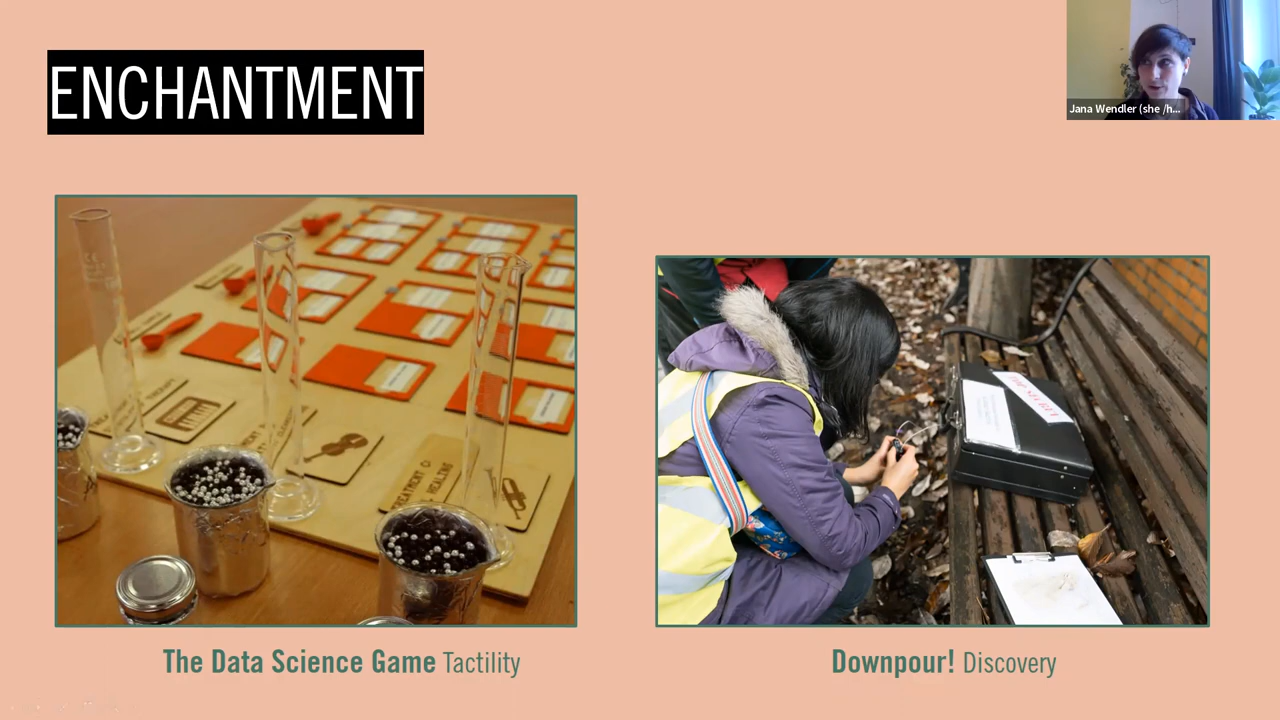 ENCHANTMENT
Jana Wendler (she /h...
The Data Science Game Tactility
Downpour! Discovery